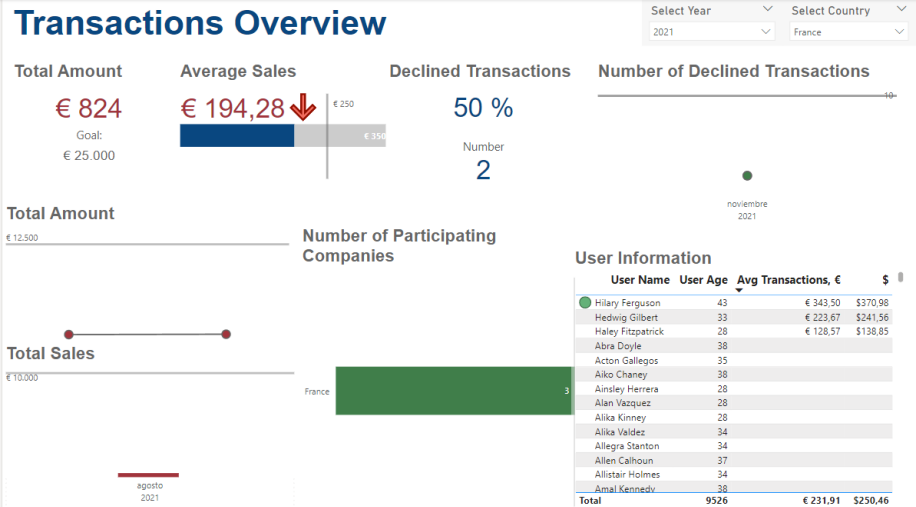 Transactions Overview
Select Year
2021
Select Country
France
Total Amount
€ 824
Goal:
€ 25.000
Average Sales
€ 194,28
€ 250
€ 350
Declined Transactions
50 %
Number
2
Number of Declined Transactions
10
noviembre
2021
Total Amount
€ 12.500
Total Sales
€ 10.000
agosto
2021
Number of Participating
Companies
France
3
User Information
User Name User Age Avg Transactions, € $
Hilary Ferguson 43 € 343,50 $370,98
Hedwig Gilbert 33 € 223,67 $241,56
Haley Fitzpatrick 28 € 128,57 $138,85
Abra Doyle 38
Acton Gallegos 35
Aiko Chaney 38
Ainsley Herrera 28
Alan Vazquez 28
Alika Kinney 28
Alika Valdez 34
Allegra Stanton 34
Allen Calhoun 37
Allistair Holmes 34
Amal Kennedy 38
Total 9526 € 231,91 $250,46